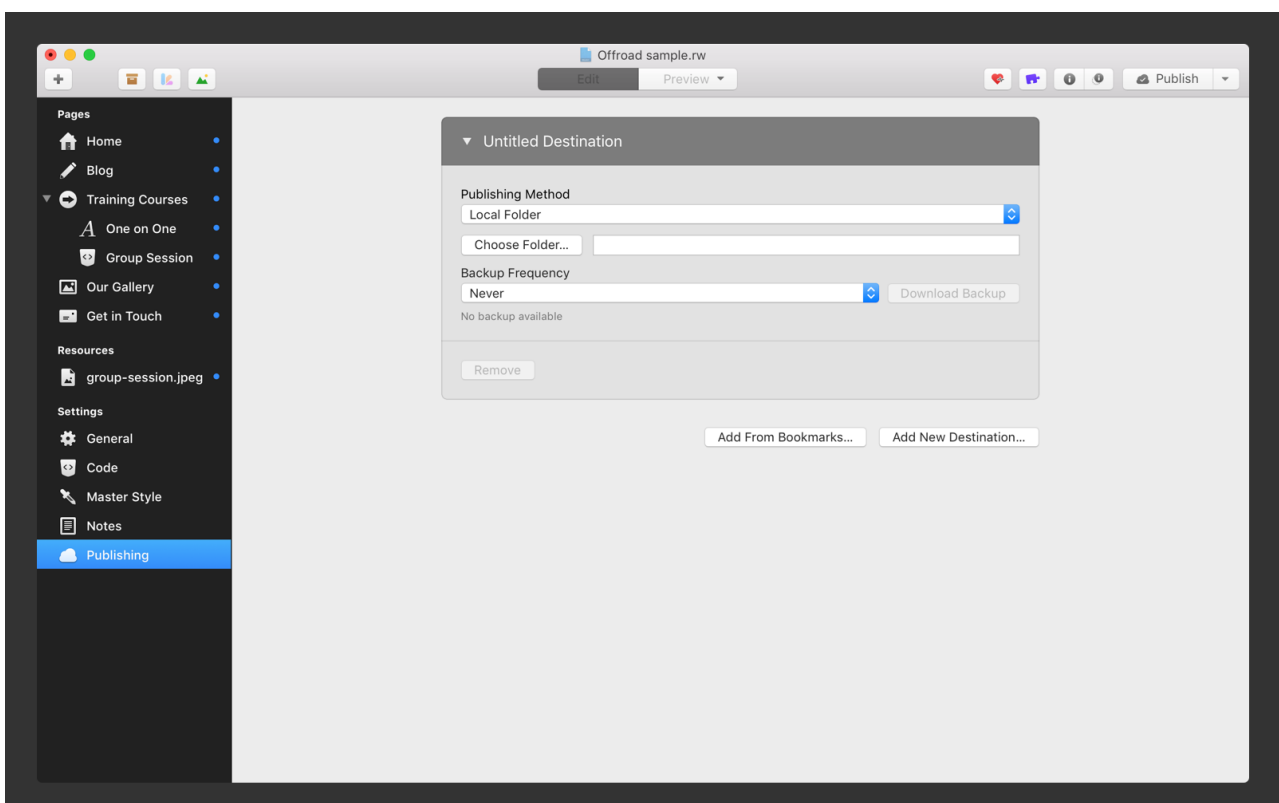 Offroad sample.rw
Edit
Preview
Publish
Pages
Home
Blog
Training Courses
One on One
Group Session
Our Gallery
Get in Touch
Resources
group-session.jpeg
Settings
General
Code
Master Style
Notes
Publishing
Untitled Destination
Publishing Method
Local Folder
Choose Folder...
Backup Frequency
Never
Download Backup
No backup available
Remove
Add From Bookmarks...
Add New Destination...